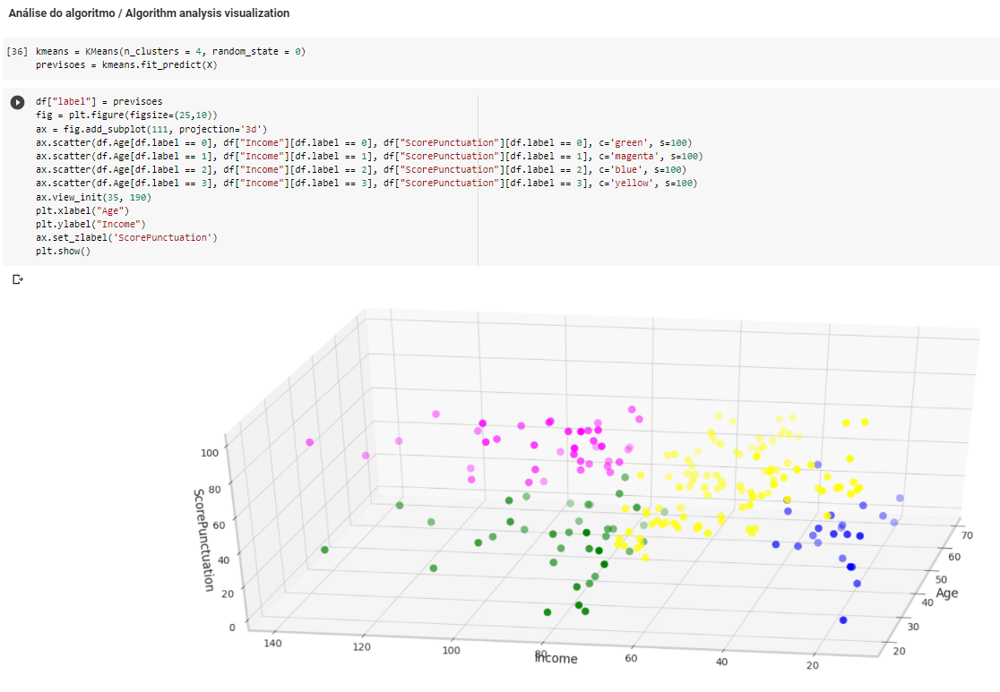 Análise do algoritmo / Algorithm analysis visualization
[36] kmeans = KMeans(n_clusters = 4, random_state = 0)
previsoes = kmeans.fit_predict(X)
df["label"] = previsoes
fig = plt.figure(figsize=(25,10))
ax = fig.add_subplot(111, projection='3d')
ax.scatter(df.Age[df.label == 0], df["Income"][df.label == 0], df["ScorePunctuation"][df.label == 0], c='green', s=100)
ax.scatter(df.Age[df.label == 1], df["Income"][df.label == 1], df["ScorePunctuation"][df.label == 1], c='magenta', s=100)
ax.scatter(df.Age[df.label == 2], df["Income"][df.label == 2], df["ScorePunctuation"][df.label == 2], c='blue', s=100)
ax.scatter(df.Age[df.label == 3], df["Income"][df.label == 3], df["ScorePunctuation"][df.label == 3], c='yellow', s=100)
ax.view_init(35, 190)
plt.xlabel("Age")
plt.ylabel("Income")
ax.set_zlabel('ScorePunctuation')
plt.show()
100
80
60
40
20
0
ScorePunctuation
140
120
100
80
60
40
20
Income
70
60
50
40
30
20
Age